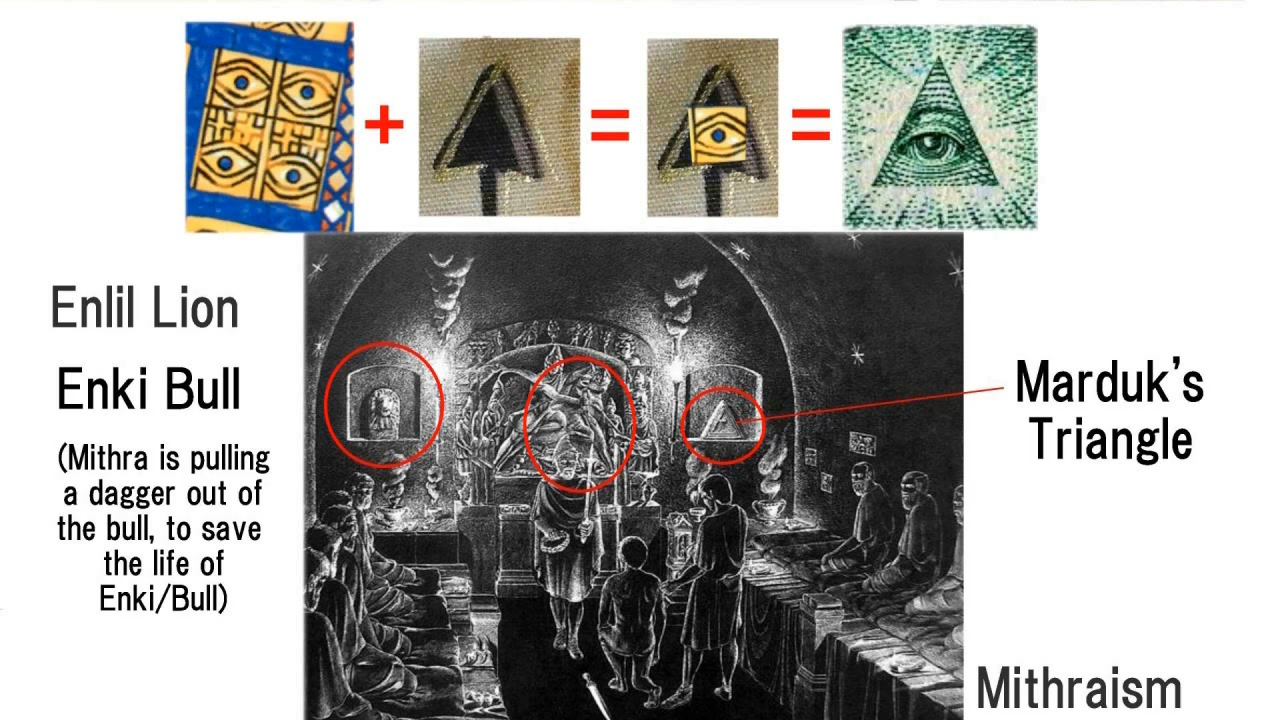 + = =
Enlil Lion
Enki Bull
(Mithra is pulling
a dagger out of
the bull, to save
the life of
Enki/Bull)
Marduk's
Triangle
Mithraism